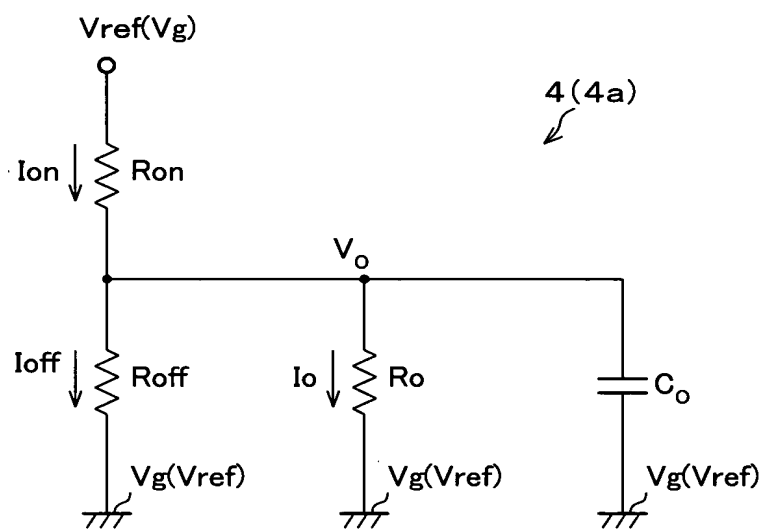 Vref(Vg)
4(4a)
Ion
Ron
Vo
Ioff
Roff
Io
Ro
Co
Vg(Vref)
Vg(Vref)
Vg(Vref)